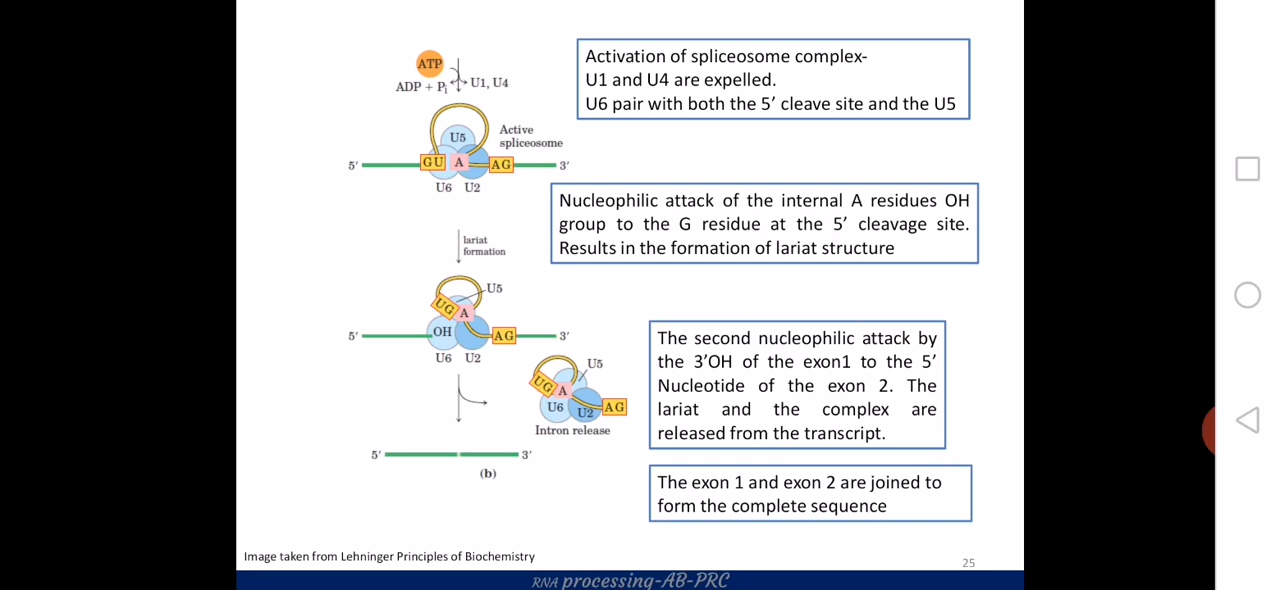 ATP
ADP + Pi
U1, U4
Activation of spliceosome complex-
U1 and U4 are expelled.
U6 pair with both the 5’ cleave site and the U5
U5
Active
spliceosome
5′
GU
A
AG
3′
U6
U2
Nucleophilic attack of the internal A residues OH
group to the G residue at the 5’ cleavage site.
Results in the formation of lariat structure
lariat
formation
U5
UG
A
5′
OH
AG
3′
U6
U2
The second nucleophilic attack by
the 3’OH of the exon1 to the 5’
Nucleotide of the exon 2. The
lariat and the complex are
released from the transcript.
U5
UG
A
U6
U2
AG
Intron release
5′
3′
(b)
The exon 1 and exon 2 are joined to
form the complete sequence
Image taken from Lehninger Principles of Biochemistry
25
RNA processing-AB-PRC